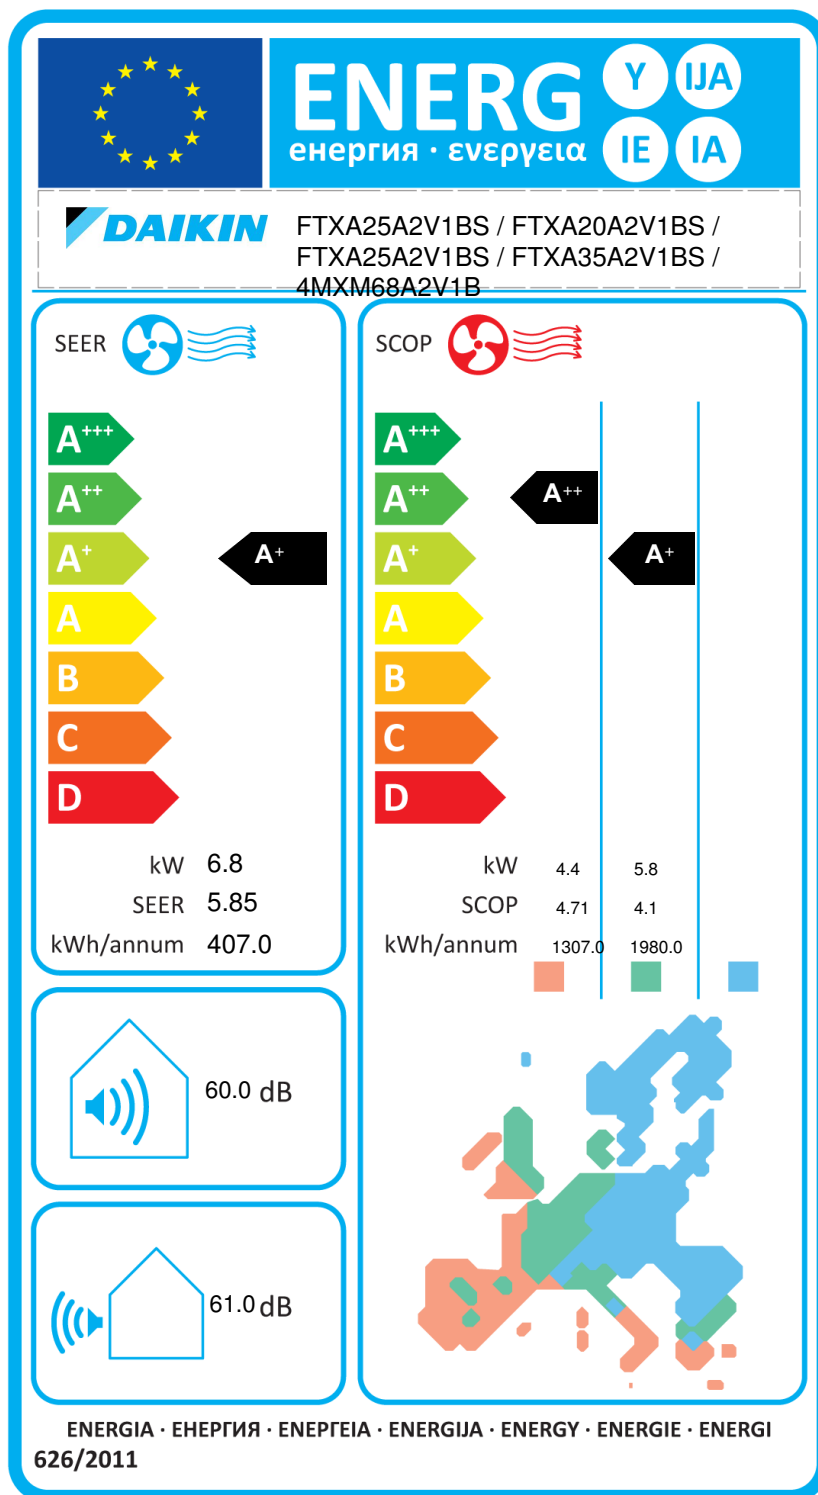 ENERG
Y IJA
IE IA
енергия · ενεργεια
DAIKIN
FTXA25A2V1BS / FTXA20A2V1BS /
FTXA25A2V1BS / FTXA35A2V1BS /
4MXM68A2V1B
SEER
A+++
A++
A+
A+
A
B
C
D
kW 6.8
SEER 5.85
kWh/annum 407.0
SCOP
A+++
A++
A++
A+
A+
A
B
C
D
kW 4.4 5.8
SCOP 4.71 4.1
kWh/annum 1307.0 1980.0
60.0 dB
61.0 dB
ENERGIA · ЕНЕРГИЯ · ΕΝΕΡΓΕΙΑ · ENERGIJA · ENERGY · ENERGIE · ENERGI
626/2011